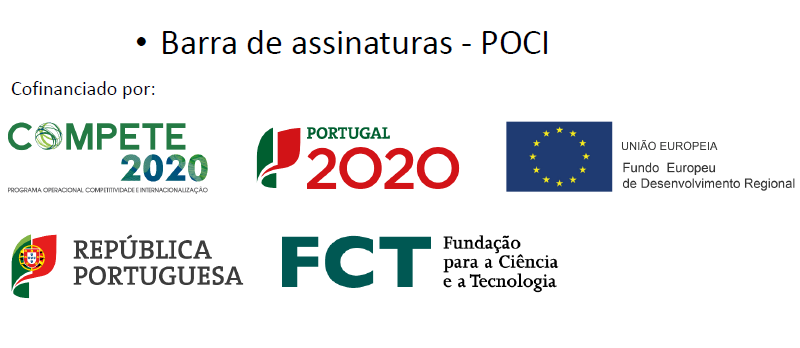 • Barra de assinaturas - POCI
Cofinanciado por:
COMPETE
2020
PROGRAMA OPERACIONAL COMPETITIVIDADE E INTERNACIONALIZAÇÃO
PORTUGAL
2020
UNIÃO EUROPEIA
Fundo Europeu
de Desenvolvimento Regional
REPÚBLICA
PORTUGUESA
FCT
Fundação
para a Ciência
e a Tecnologia